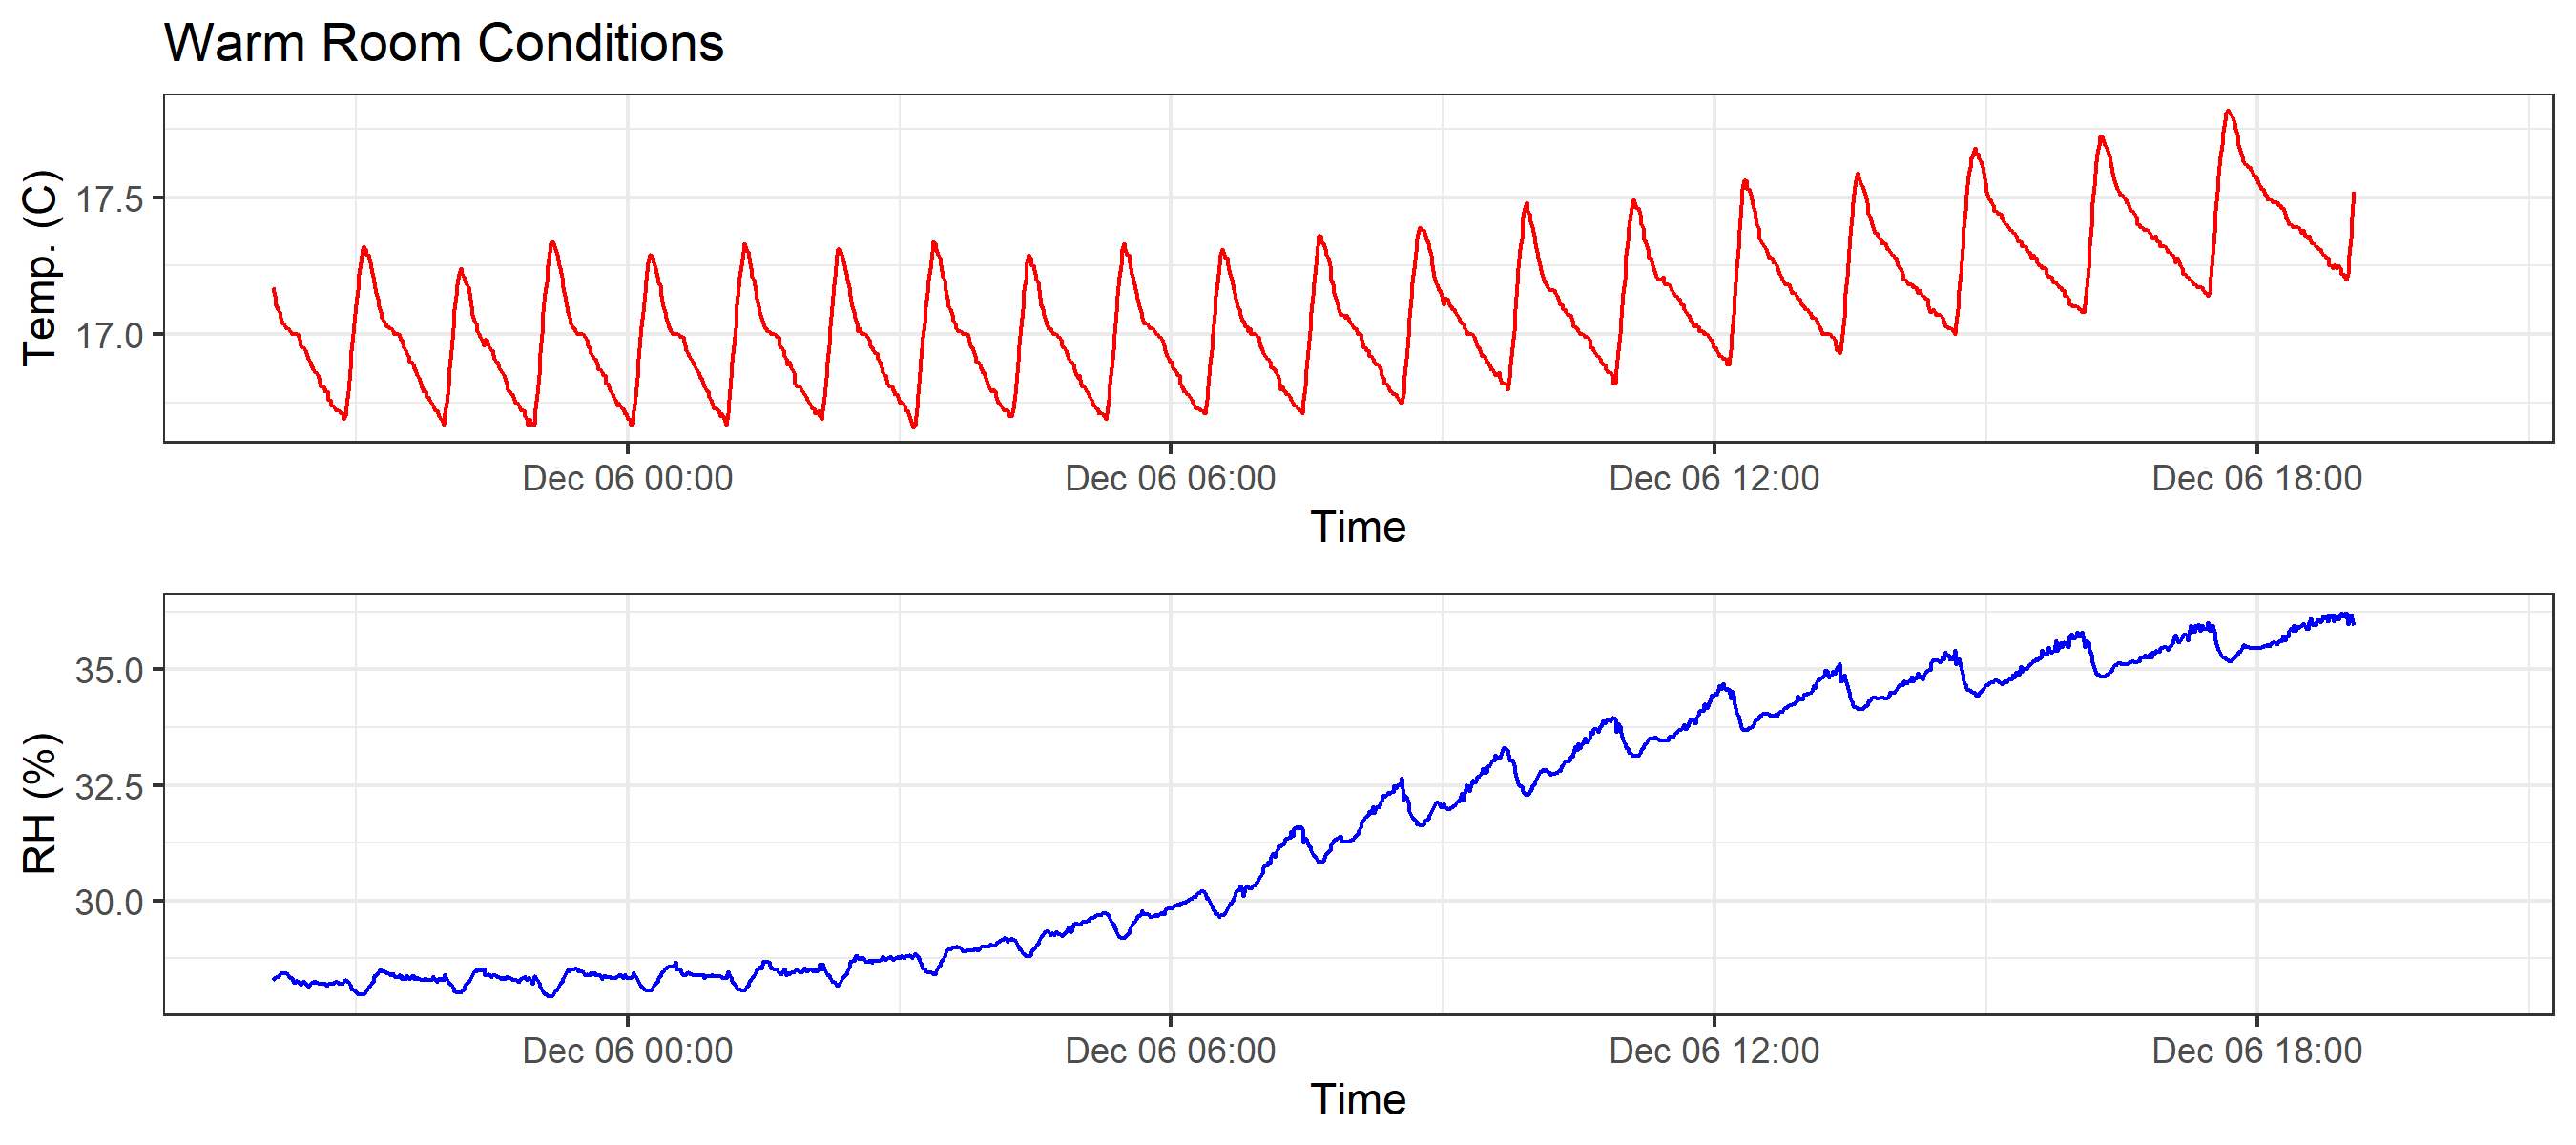 Warm Room Conditions
Temp. (C)
17.5
17.0
Dec 06 00:00 Dec 06 06:00 Dec 06 12:00 Dec 06 18:00
Time
RH (%)
35.0
32.5
30.0
Dec 06 00:00 Dec 06 06:00 Dec 06 12:00 Dec 06 18:00
Time